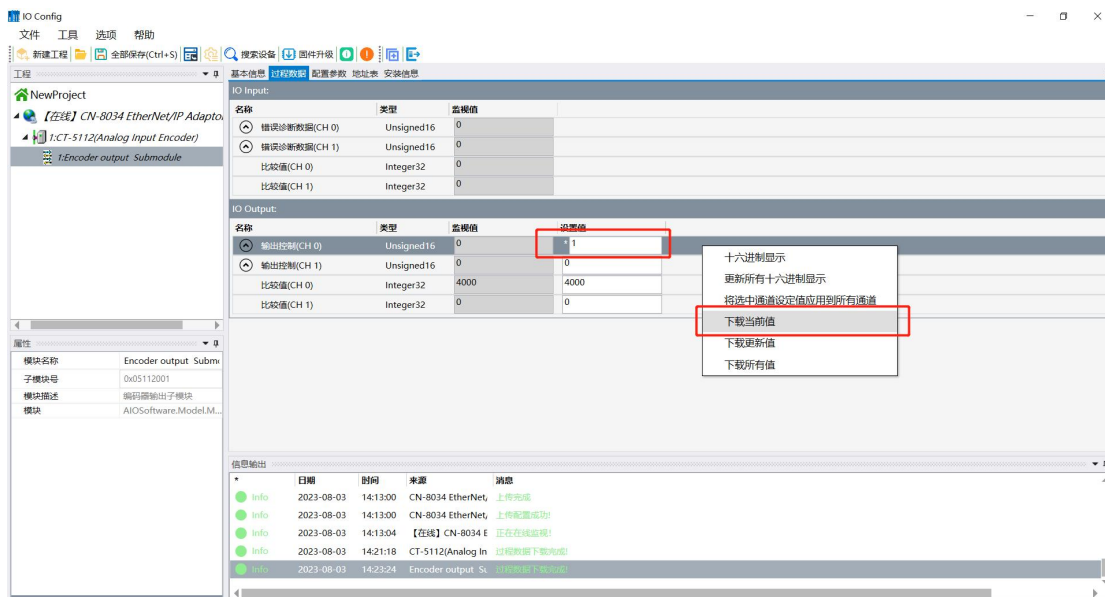 IO Config
文件 工具 选项 帮助
新建工程 全部保存(Ctrl+S) 搜索设备 固件升级
工程
基本信息 过程数据 配置参数 地址表 安装信息
NewProject
【在线】CN-8034 EtherNet/IP Adapto
1:CT-5112(Analog Input Encoder)
1:Encoder output Submodule
IO Input:
名称 类型 监视值
错误诊断数据(CH 0) Unsigned16 0
错误诊断数据(CH 1) Unsigned16 0
比较值(CH 0) Integer32 0
比较值(CH 1) Integer32 0
IO Output:
名称 类型 监视值 设置值
输出控制(CH 0) Unsigned16 0 * 1
输出控制(CH 1) Unsigned16 0 0
比较值(CH 0) Integer32 4000 4000
比较值(CH 1) Integer32 0 0
十六进制显示
更新所有十六进制显示
将选中通道设定值应用到所有通道
下载当前值
下载更新值
下载所有值
属性
模块名称 Encoder output Subm
子模块号 0x05112001
模块描述 编码器输出子模块
模块 AIOSoftware.Model.M...
信息输出
* 日期 时间 来源 消息
Info 2023-08-03 14:13:00 CN-8034 EtherNet/ 上传完成
Info 2023-08-03 14:13:00 CN-8034 EtherNet/ 上传配置成功!
Info 2023-08-03 14:13:04 【在线】CN-8034 E 正在在线监视!
Info 2023-08-03 14:21:18 CT-5112(Analog In 过程数据下载完成!
Info 2023-08-03 14:23:24 Encoder output Su 过程数据下载完成!